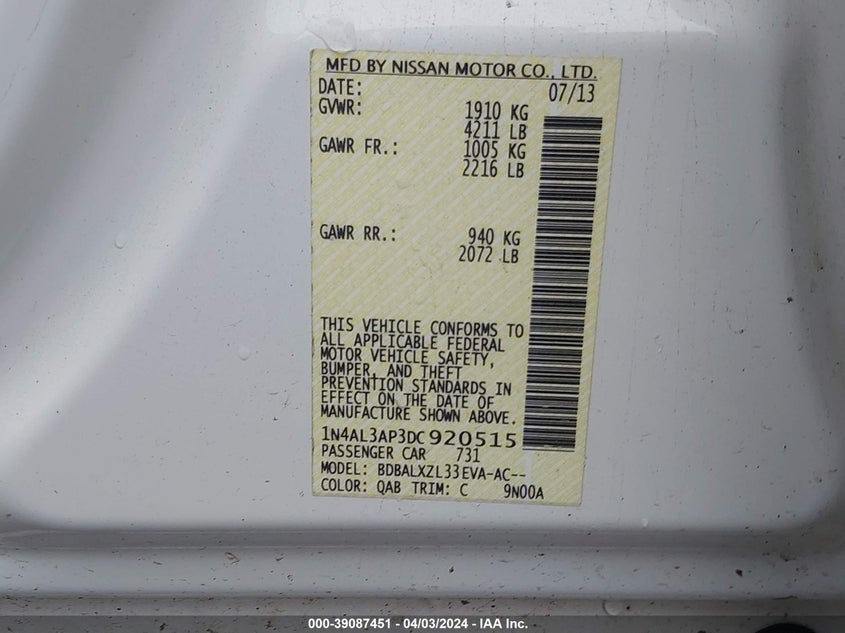 MFD BY NISSAN MOTOR CO., LTD.
DATE: 07/13
GVWR: 1910 KG
4211 LB
GAWR FR.: 1005 KG
2216 LB
GAWR RR.: 940 KG
2072 LB
THIS VEHICLE CONFORMS TO
ALL APPLICABLE FEDERAL
MOTOR VEHICLE SAFETY,
BUMPER, AND THEFT
PREVENTION STANDARDS IN
EFFECT ON THE DATE OF
MANUFACTURE SHOWN ABOVE.
1N4AL3AP3DC920515
PASSENGER CAR 731
MODEL: BDBALXZL33EVA-AC--
COLOR: QAB TRIM: C 9N00A
000-39087451 - 04/03/2024 - IAA Inc.